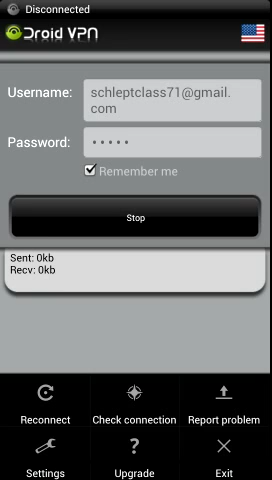 Disconnected
Droid VPN
Username:
schleptclass71@gmail.
com
Password:
•••••
Remember me
Stop
Sent: 0kb
Recv: 0kb
Reconnect
Check connection
Report problem
Settings
Upgrade
Exit